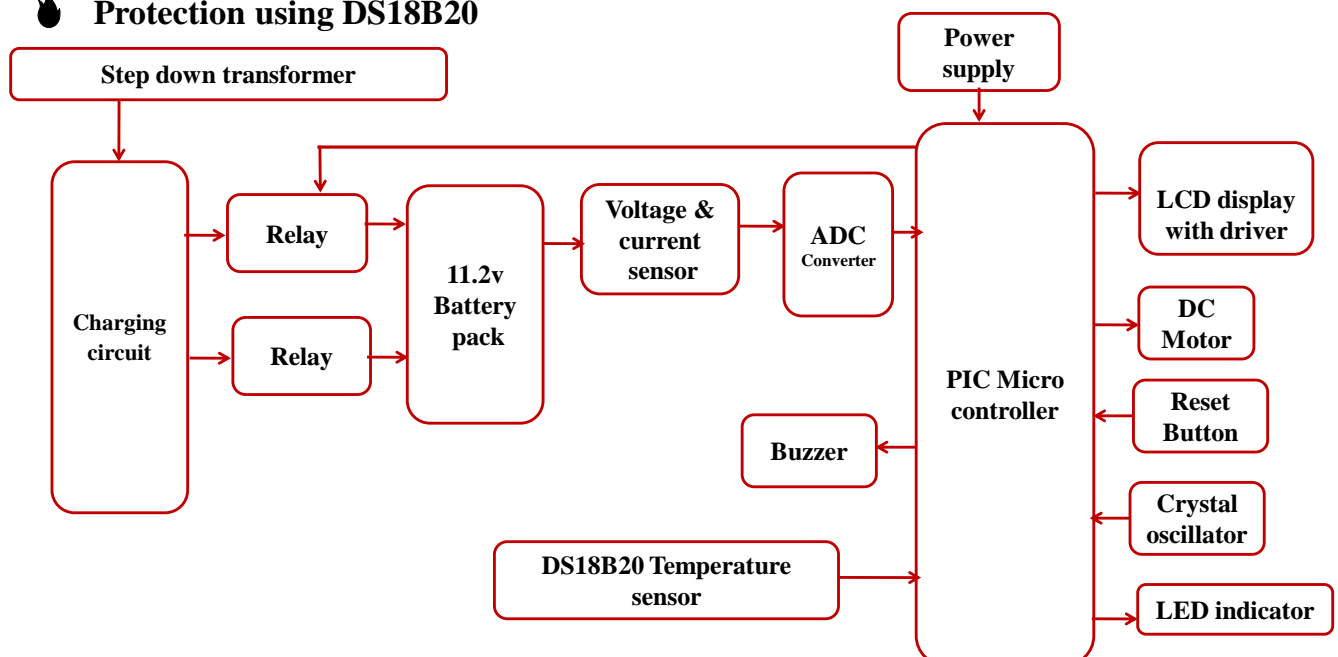 Protection using DS18B20
Step down transformer
Power
supply
Charging
circuit
Relay
Relay
11.2v
Battery
pack
Voltage &
current
sensor
ADC
Converter
PIC Micro
controller
LCD display
with driver
DC
Motor
Reset
Button
Crystal
oscillator
LED indicator
Buzzer
DS18B20 Temperature
sensor